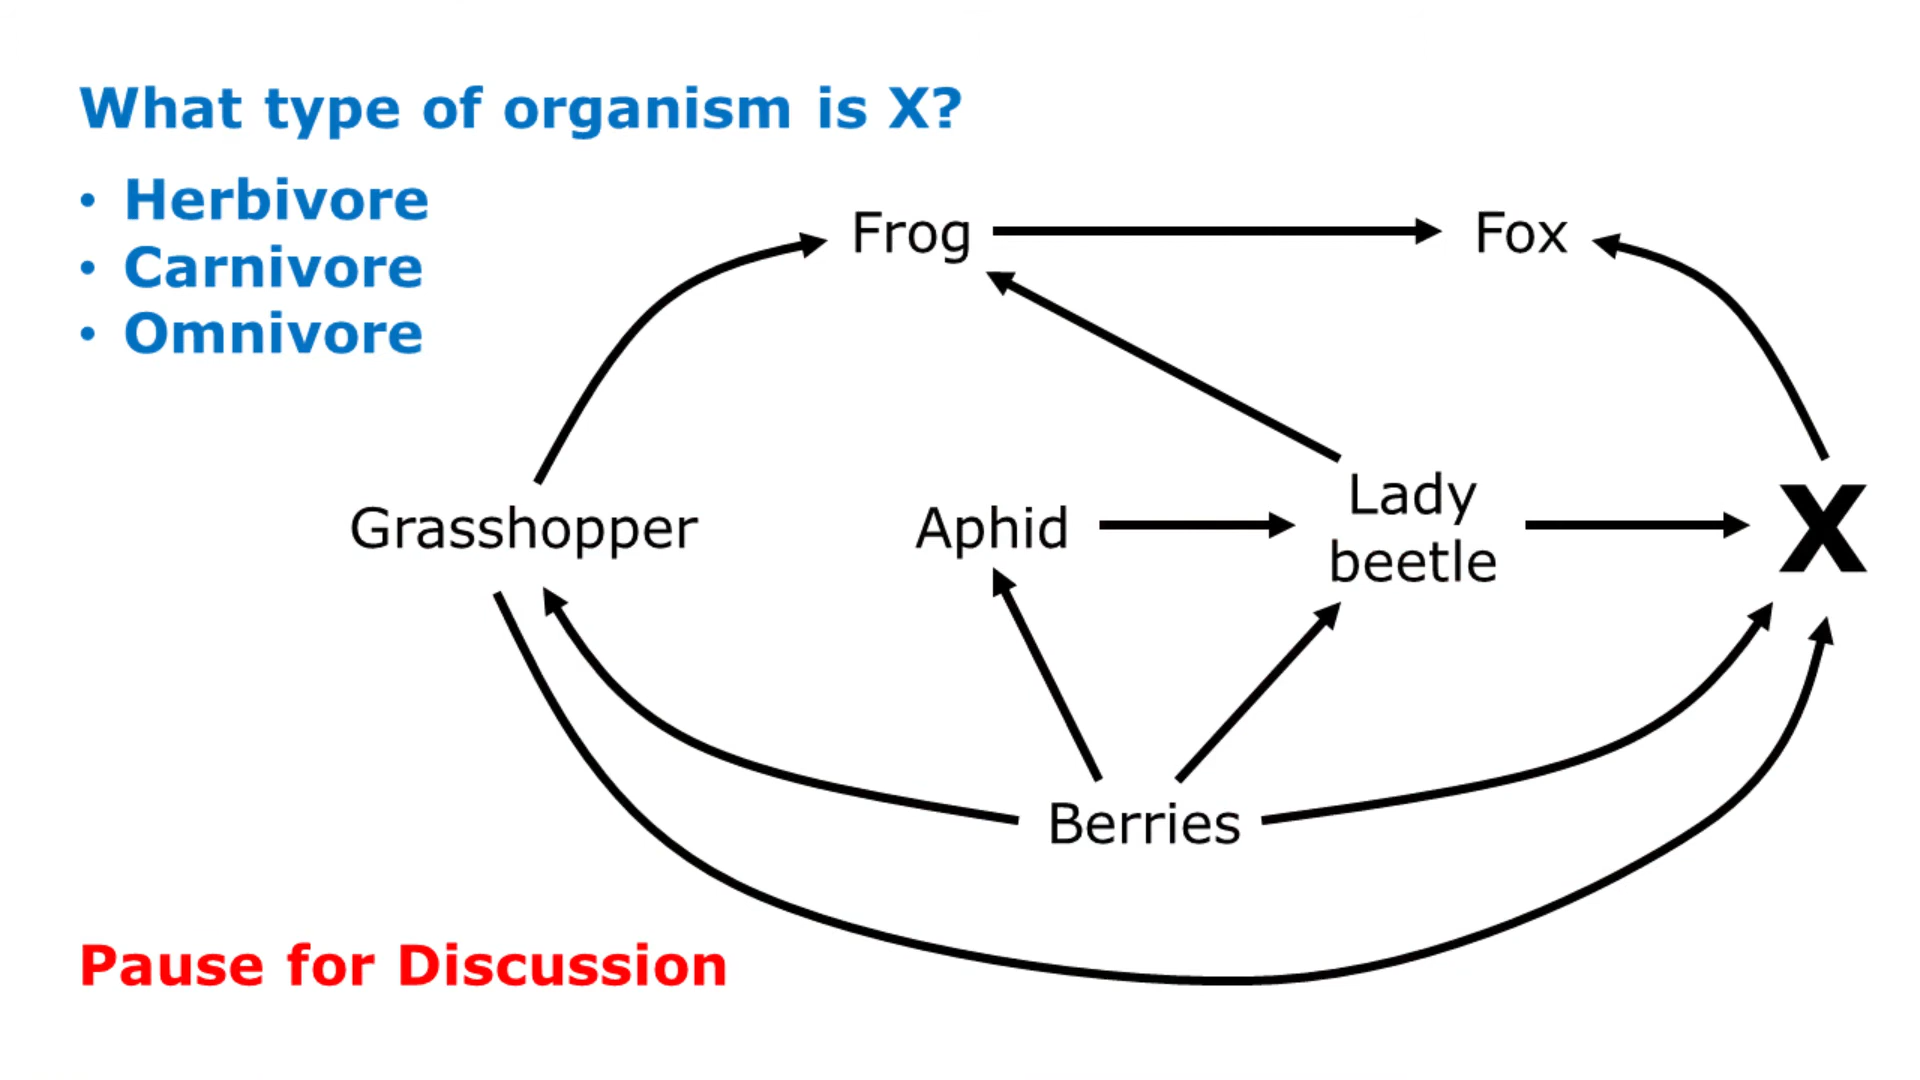 What type of organism is X?
• Herbivore
• Carnivore
• Omnivore
Frog
Fox
Grasshopper
Aphid
Lady
beetle
X
Berries
Pause for Discussion